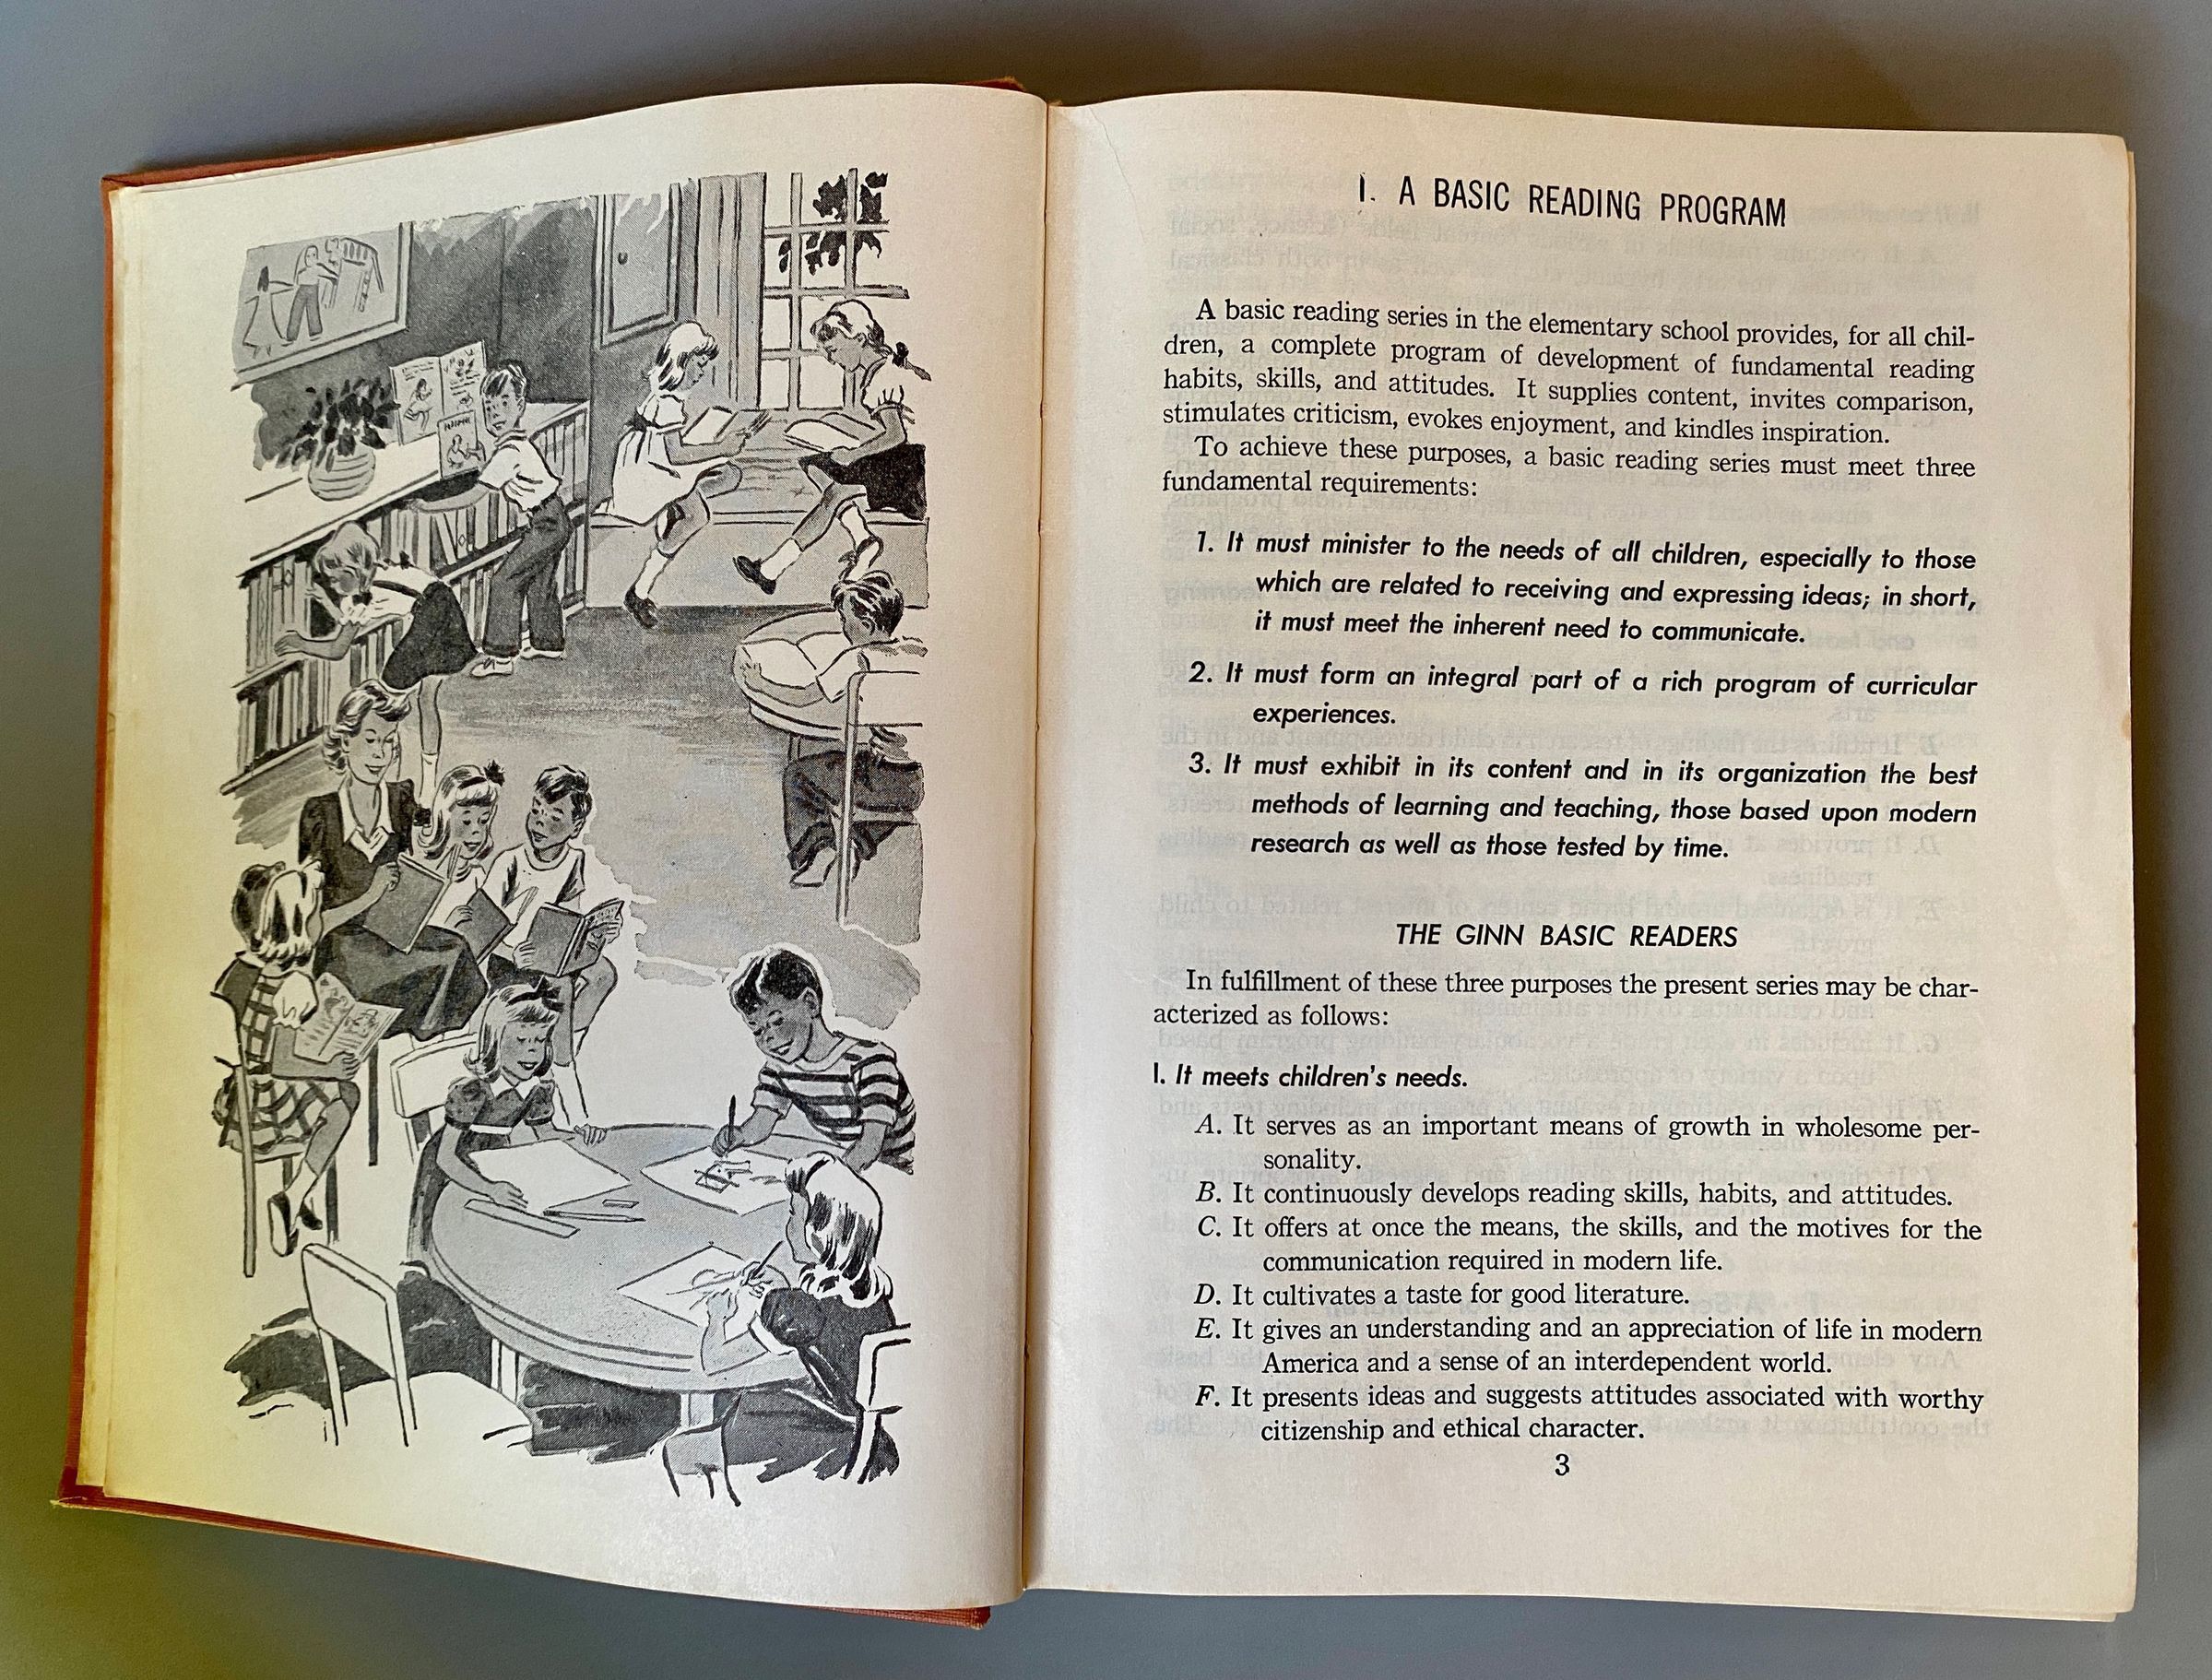 I. A BASIC READING PROGRAM
A basic reading series in the elementary school provides, for all chil-
dren, a complete program of development of fundamental reading
habits, skills, and attitudes. It supplies content, invites comparison,
stimulates criticism, evokes enjoyment, and kindles inspiration.
To achieve these purposes, a basic reading series must meet three
fundamental requirements:
1. It must minister to the needs of all children, especially to those
which are related to receiving and expressing ideas; in short,
it must meet the inherent need to communicate.
2. It must form an integral part of a rich program of curricular
experiences.
3. It must exhibit in its content and in its organization the best
methods of learning and teaching, those based upon modern
research as well as those tested by time.
THE GINN BASIC READERS
In fulfillment of these three purposes the present series may be char-
acterized as follows:
I. It meets children's needs.
A. It serves as an important means of growth in wholesome per-
sonality.
B. It continuously develops reading skills, habits, and attitudes.
C. It offers at once the means, the skills, and the motives for the
communication required in modern life.
D. It cultivates a taste for good literature.
E. It gives an understanding and an appreciation of life in modern
America and a sense of an interdependent world.
F. It presents ideas and suggests attitudes associated with worthy
citizenship and ethical character.
3